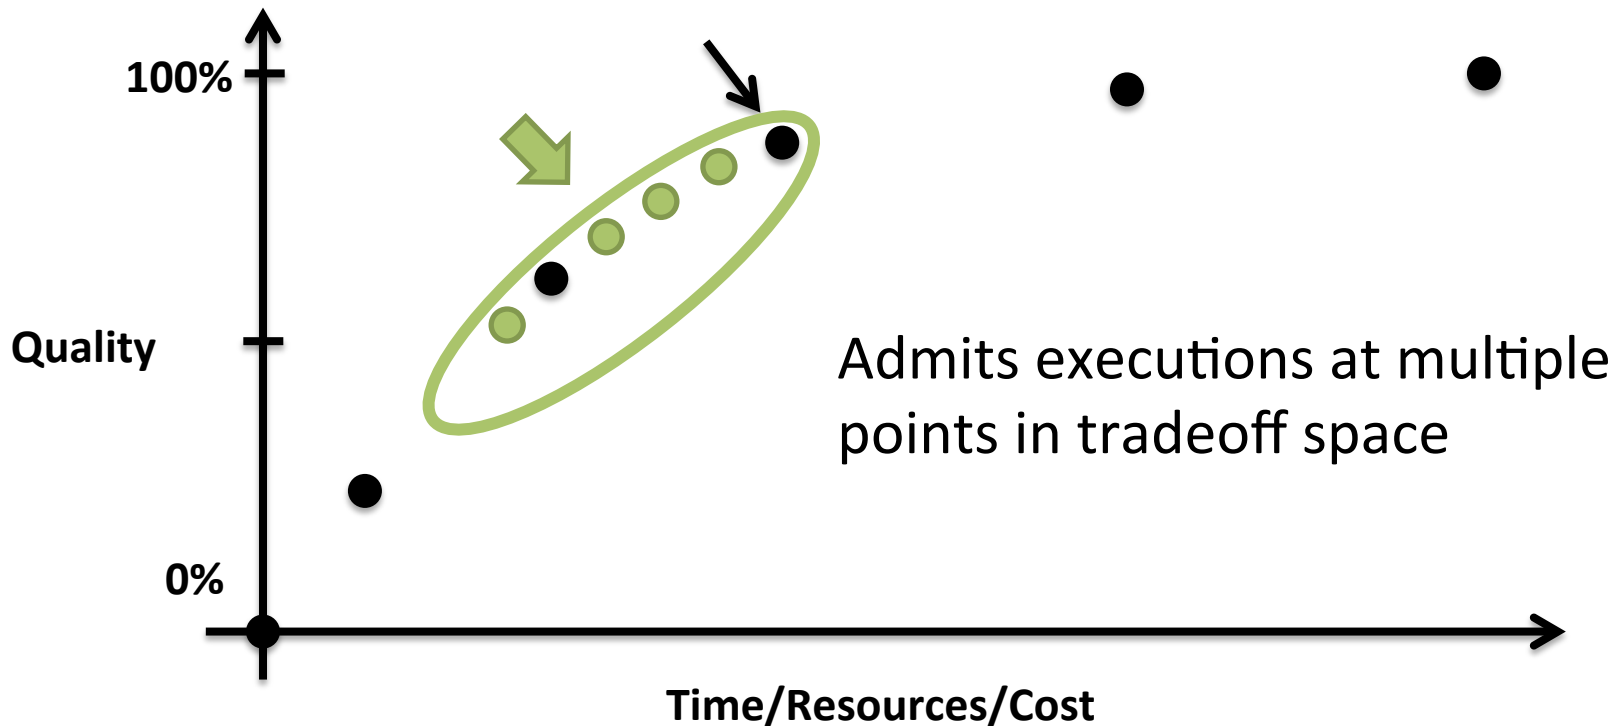 100%
Quality
Admits executions at multiple
points in tradeoff space
0%
Time/Resources/Cost